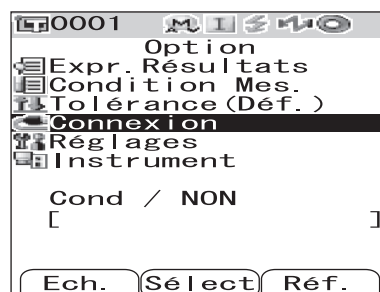 0001 M I
Option
Expr.Résultats
Condition Mes.
Tolérance(Déf.)
Connexion
Réglages
Instrument
Cond / NON
[ ]
Ech. Sélect Réf.